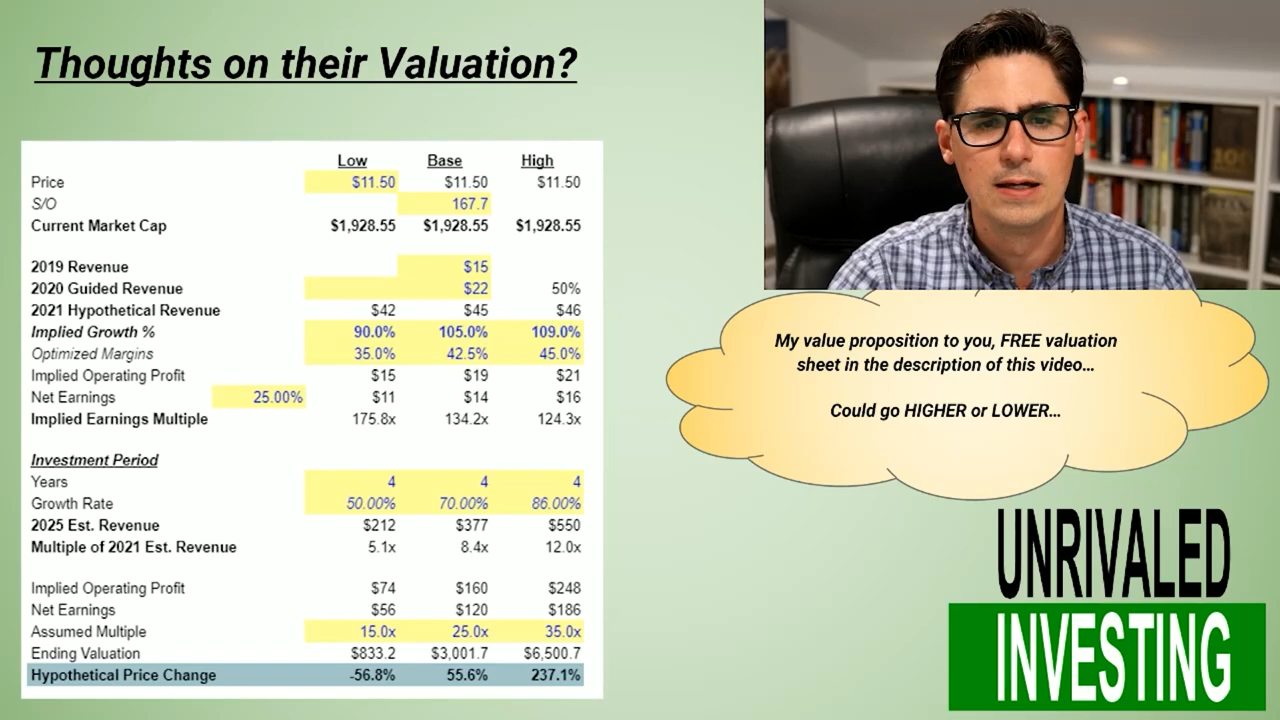 Thoughts on their Valuation?
Low Base High
Price $11.50 $11.50 $11.50
S/O 167.7
Current Market Cap $1,928.55 $1,928.55 $1,928.55
2019 Revenue $15
2020 Guided Revenue $22 50%
2021 Hypothetical Revenue $42 $45 $46
Implied Growth % 90.0% 105.0% 109.0%
Optimized Margins 35.0% 42.5% 45.0%
Implied Operating Profit $15 $19 $21
Net Earnings 25.00% $11 $14 $16
Implied Earnings Multiple 175.8x 134.2x 124.3x
Investment Period
Years 4 4 4
Growth Rate 50.00% 70.00% 86.00%
2025 Est. Revenue $212 $377 $550
Multiple of 2021 Est. Revenue 5.1x 8.4x 12.0x
Implied Operating Profit $74 $160 $248
Net Earnings $56 $120 $186
Assumed Multiple 15.0x 25.0x 35.0x
Ending Valuation $833.2 $3,001.7 $6,500.7
Hypothetical Price Change -56.8% 55.6% 237.1%
My value proposition to you, FREE valuation
sheet in the description of this video...
Could go HIGHER or LOWER...
UNRIVALED
INVESTING